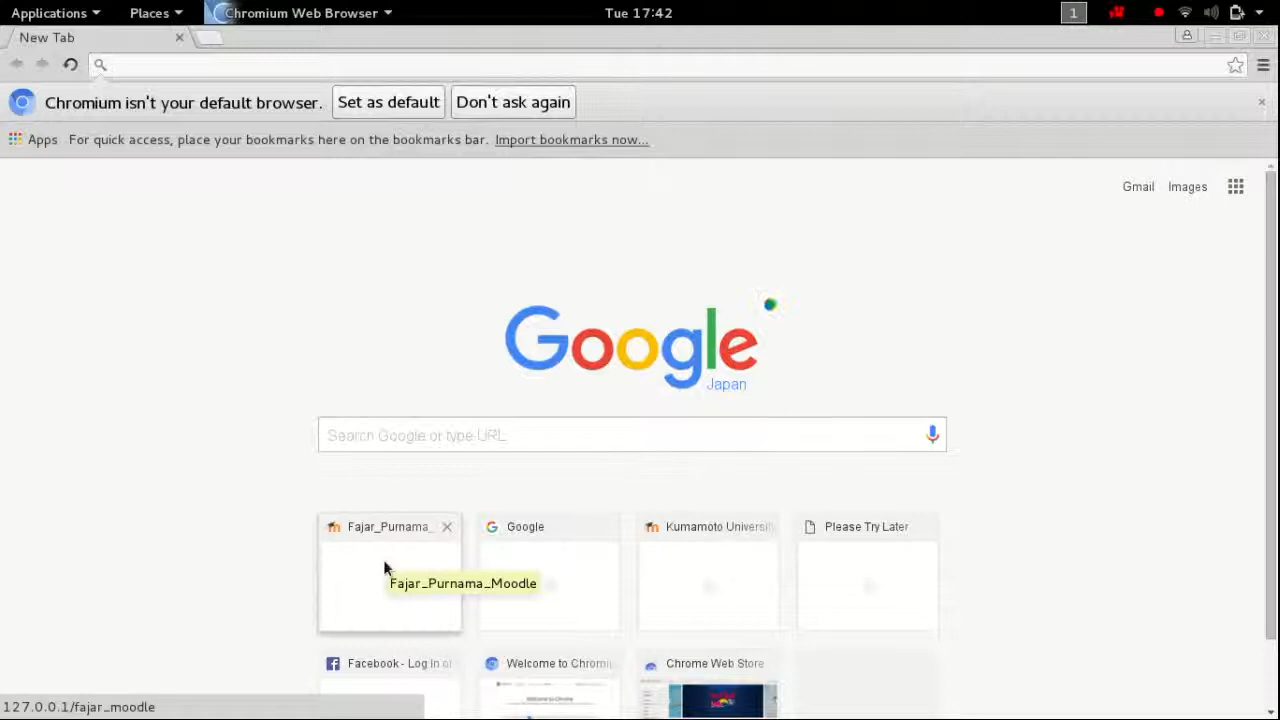 Applications Places Chromium Web Browser Tue 17:42 1
New Tab
Chromium isn't your default browser. Set as default Don't ask again
Apps For quick access, place your bookmarks here on the bookmarks bar. Import bookmarks now...
Gmail Images
Google
Japan
Search Google or type URL
Fajar_Purnama_ Google Kumamoto Universit Please Try Later
Fajar_Purnama_Moodle
Facebook - Log in or Welcome to Chromi Chrome Web Store
127.0.0.1/fajar_moodle